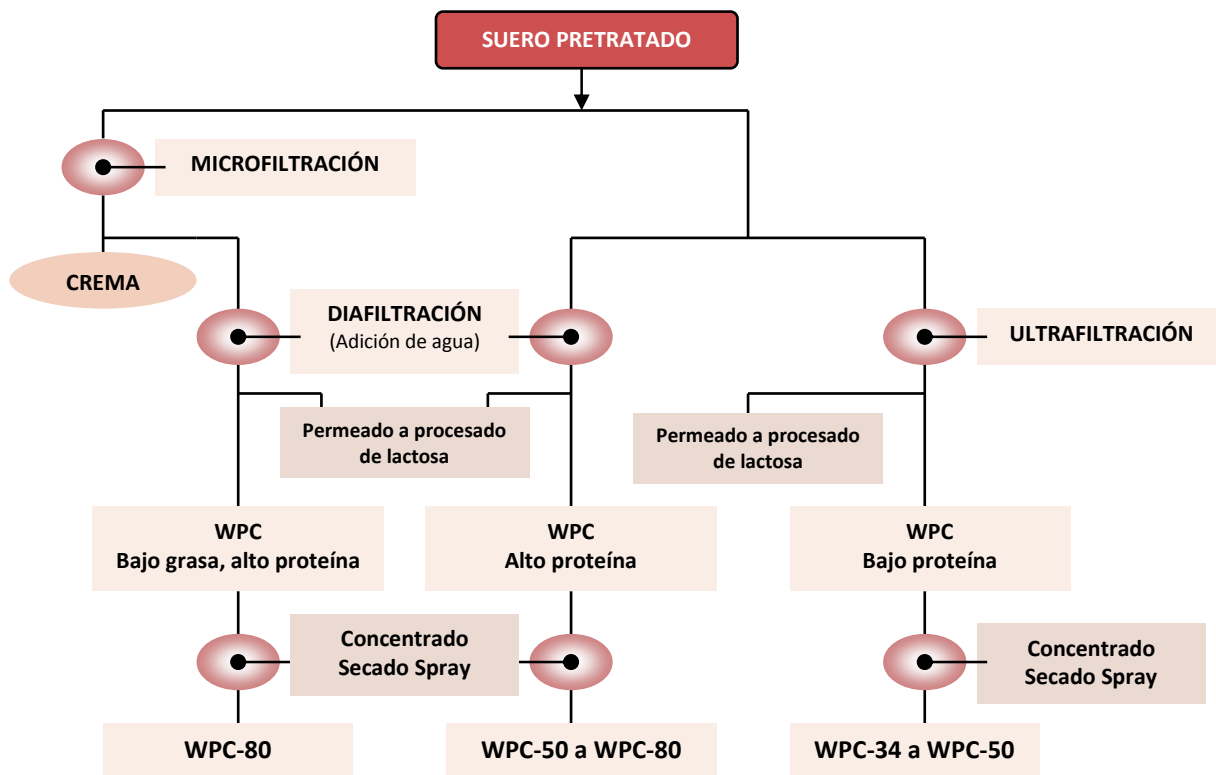 SUERO PRETRATADO
MICROFILTRACIÓN
CREMA
DIAFILTRACIÓN
(Adición de agua)
ULTRAFILTRACIÓN
Permeado a procesado
de lactosa
Permeado a procesado
de lactosa
WPC
Bajo grasa, alto proteína
WPC
Alto proteína
WPC
Bajo proteína
Concentrado
Secado Spray
Concentrado
Secado Spray
WPC-80
WPC-50 a WPC-80
WPC-34 a WPC-50